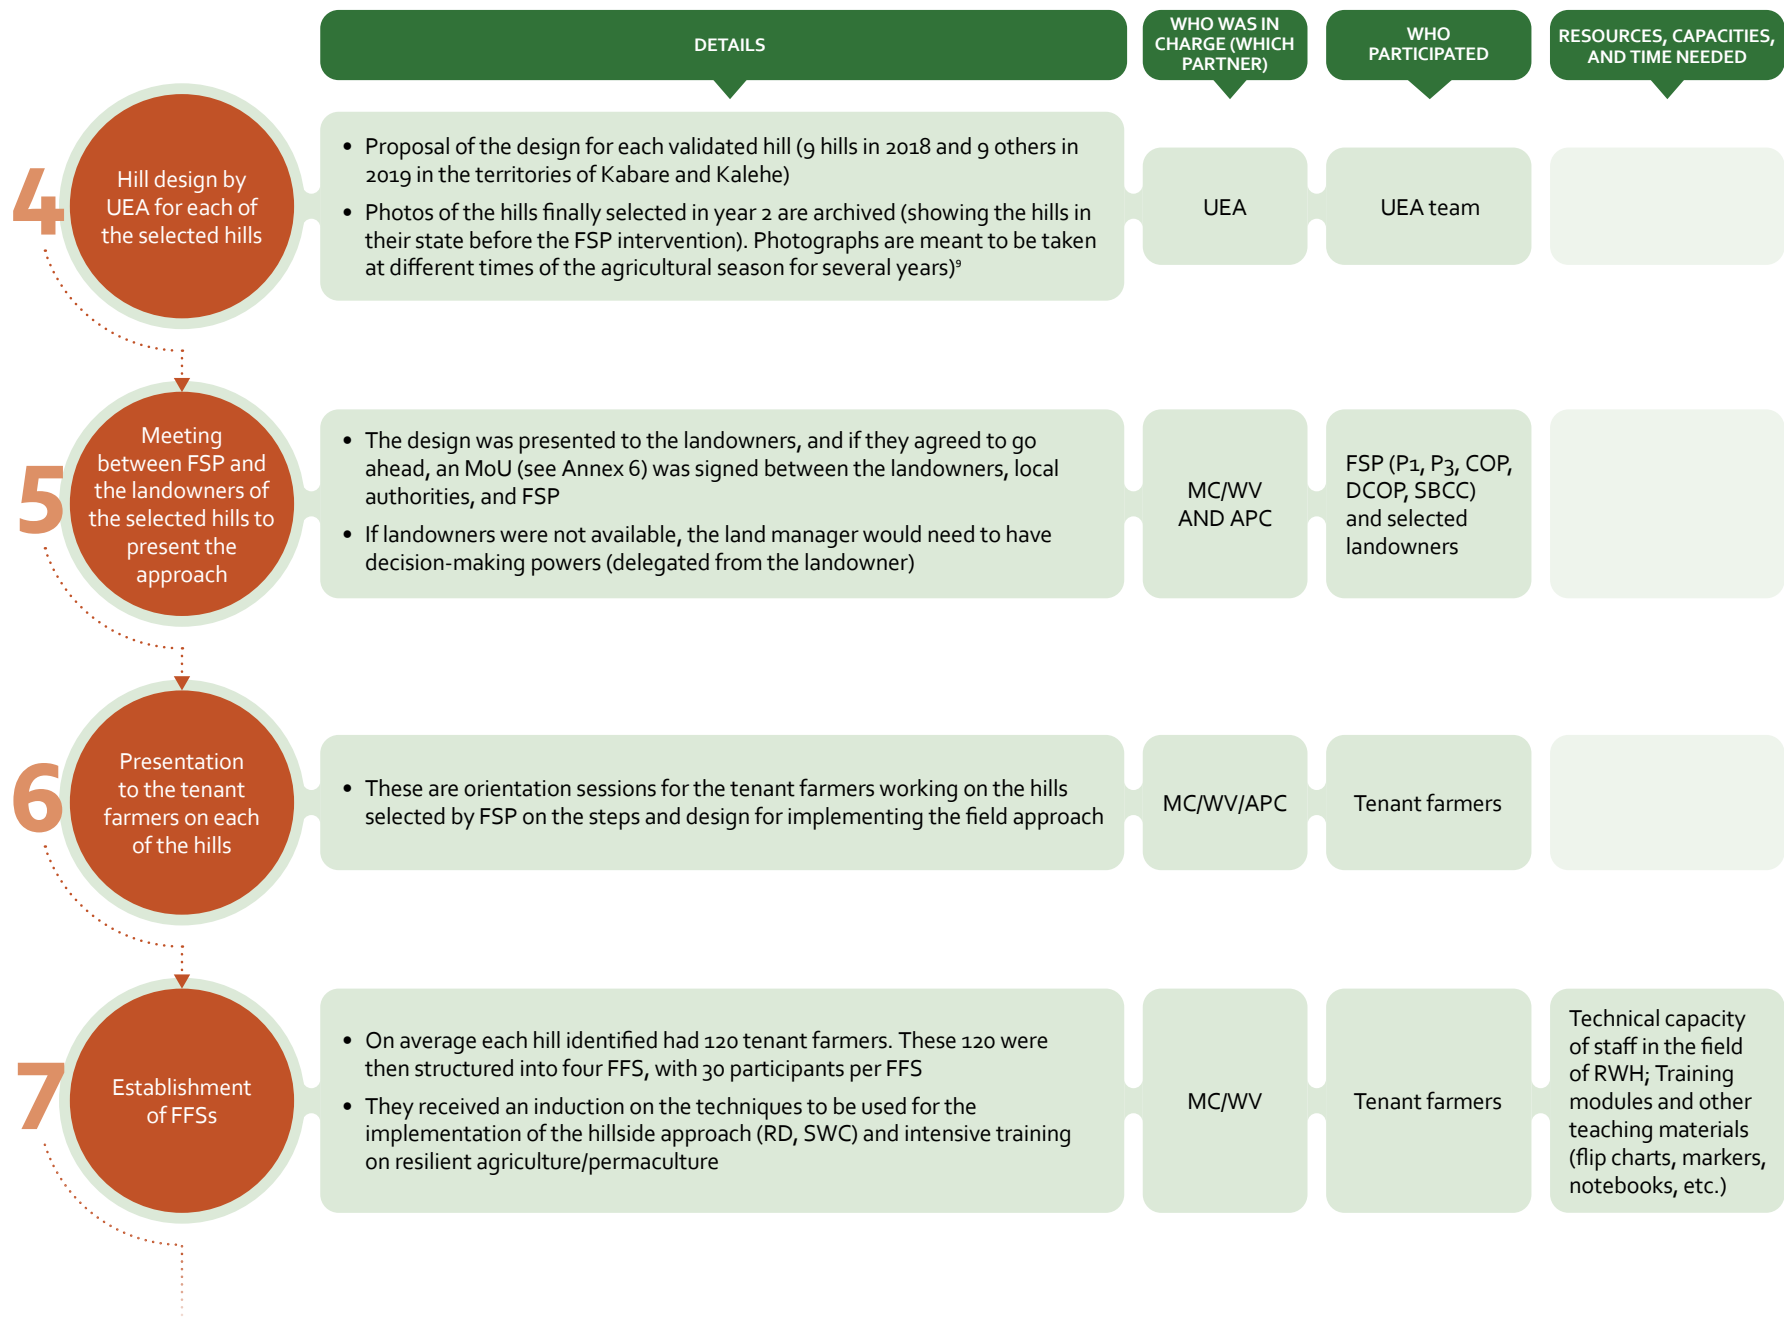 DETAILS
WHO WAS IN
CHARGE (WHICH
PARTNER)
WHO
PARTICIPATED
RESOURCES, CAPACITIES,
AND TIME NEEDED
4
Hill design by
UEA for each of
the selected hills
• Proposal of the design for each validated hill (9 hills in 2018 and 9 others in
2019 in the territories of Kabare and Kalehe)
• Photos of the hills finally selected in year 2 are archived (showing the hills in
their state before the FSP intervention). Photographs are meant to be taken
at different times of the agricultural season for several years)⁹
UEA
UEA team
5
Meeting
between FSP and
the landowners of
the selected hills to
present the
approach
• The design was presented to the landowners, and if they agreed to go
ahead, an MoU (see Annex 6) was signed between the landowners, local
authorities, and FSP
• If landowners were not available, the land manager would need to have
decision-making powers (delegated from the landowner)
MC/WV
AND APC
FSP (P1, P3, COP,
DCOP, SBCC)
and selected
landowners
6
Presentation
to the tenant
farmers on each
of the hills
• These are orientation sessions for the tenant farmers working on the hills
selected by FSP on the steps and design for implementing the field approach
MC/WV/APC
Tenant farmers
7
Establishment
of FFSs
• On average each hill identified had 120 tenant farmers. These 120 were
then structured into four FFS, with 30 participants per FFS
• They received an induction on the techniques to be used for the
implementation of the hillside approach (RD, SWC) and intensive training
on resilient agriculture/permaculture
MC/WV
Tenant farmers
Technical capacity
of staff in the field
of RWH; Training
modules and other
teaching materials
(flip charts, markers,
notebooks, etc.)